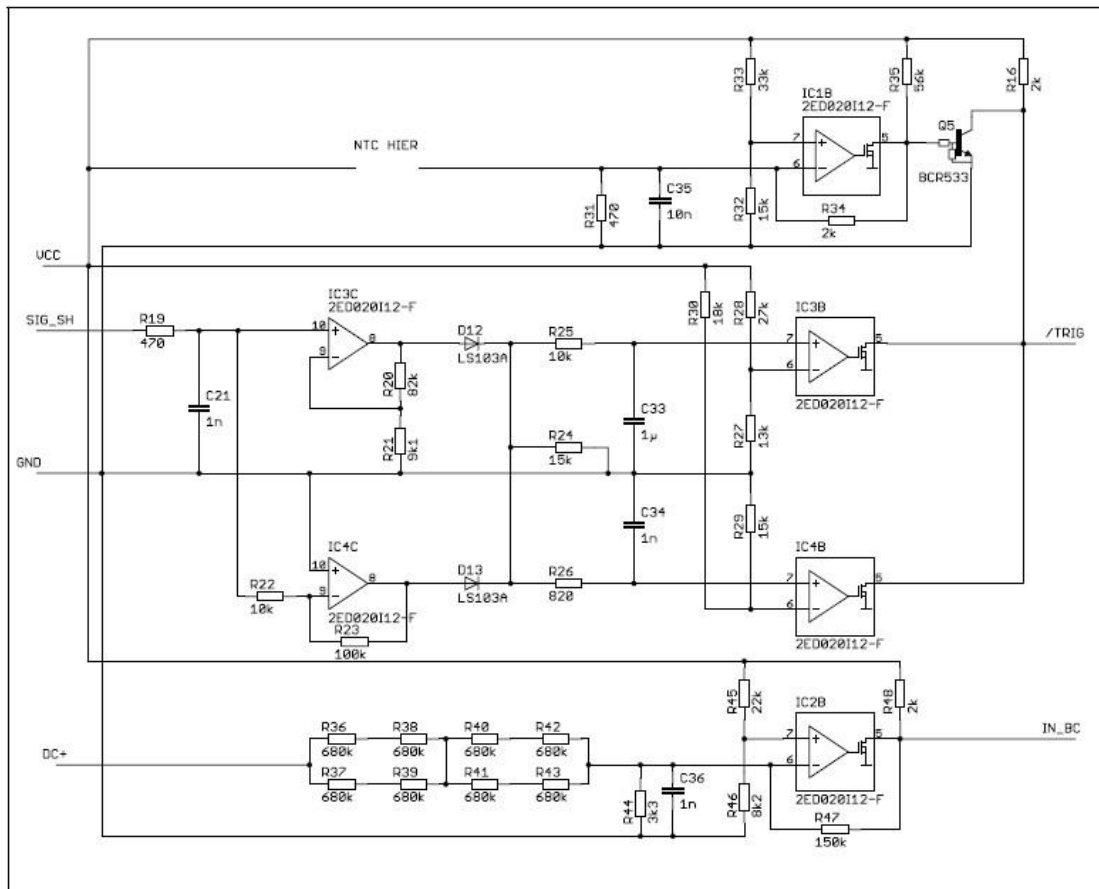 R33
33k
R35
56k
R16
2k
IC1B
2ED020I12-F
7
+
6
-
5
Q5
BCR533
NTC HIER
R31
470
C35
10n
R32
15k
R34
2k
VCC
SIG_SH
R19
470
IC3C
2ED020I12-F
10
+
9
-
8
D12
LS103A
R25
10k
R30
18k
R28
27k
IC3B
2ED020I12-F
7
+
6
-
5
2ED020I12-F
/TRIG
C21
1n
R20
82k
R21
9k1
R24
15k
C33
1µ
R27
13k
GND
C34
1n
R29
15k
IC4C
10
+
9
-
8
2ED020I12-F
R22
10k
R23
100k
D13
LS103A
R26
820
IC4B
7
+
6
-
5
2ED020I12-F
R45
22k
R48
2k
IC2B
7
+
6
-
5
2ED020I12-F
IN_BC
DC+
R36
680k
R38
680k
R40
680k
R42
680k
R37
680k
R39
680k
R41
680k
R43
680k
R44
3k3
C36
1n
R46
8k2
R47
150k